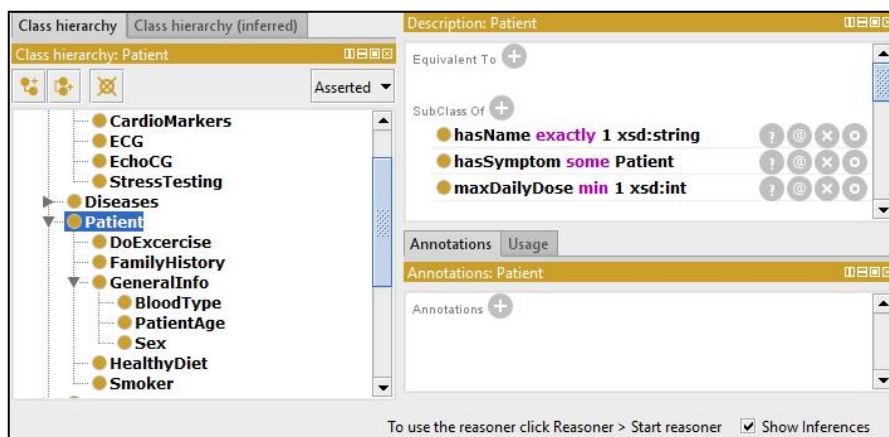 Class hierarchy Class hierarchy (inferred)
Class hierarchy: Patient
Asserted
CardioMarkers
ECG
EchoCG
StressTesting
Diseases
Patient
DoExcercise
FamilyHistory
GeneralInfo
BloodType
PatientAge
Sex
HealthyDiet
Smoker
Description: Patient
Equivalent To
SubClass Of
hasName exactly 1 xsd:string
hasSymptom some Patient
maxDailyDose min 1 xsd:int
Annotations Usage
Annotations: Patient
Annotations
To use the reasoner click Reasoner > Start reasoner Show Inferences